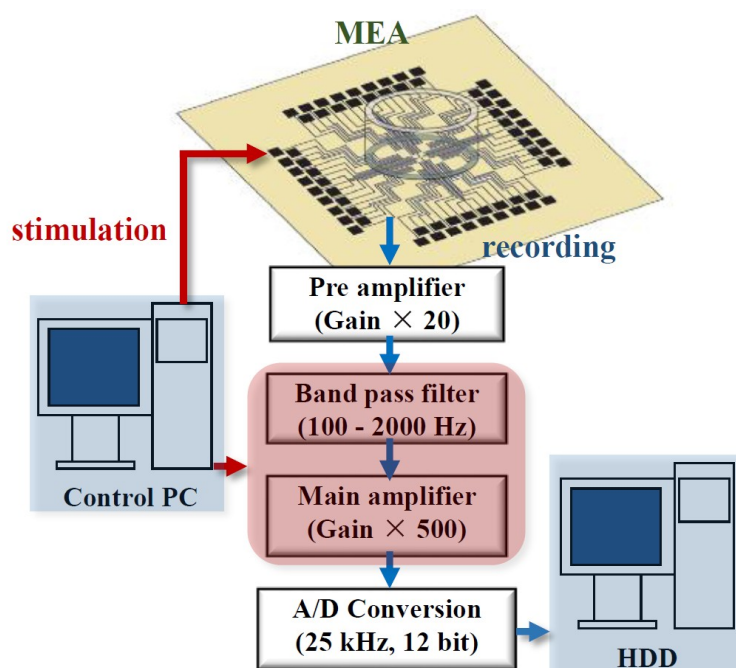 MEA
stimulation
recording
Pre amplifier
(Gain × 20)
Band pass filter
(100 - 2000 Hz)
Control PC
Main amplifier
(Gain × 500)
A/D Conversion
(25 kHz, 12 bit)
HDD